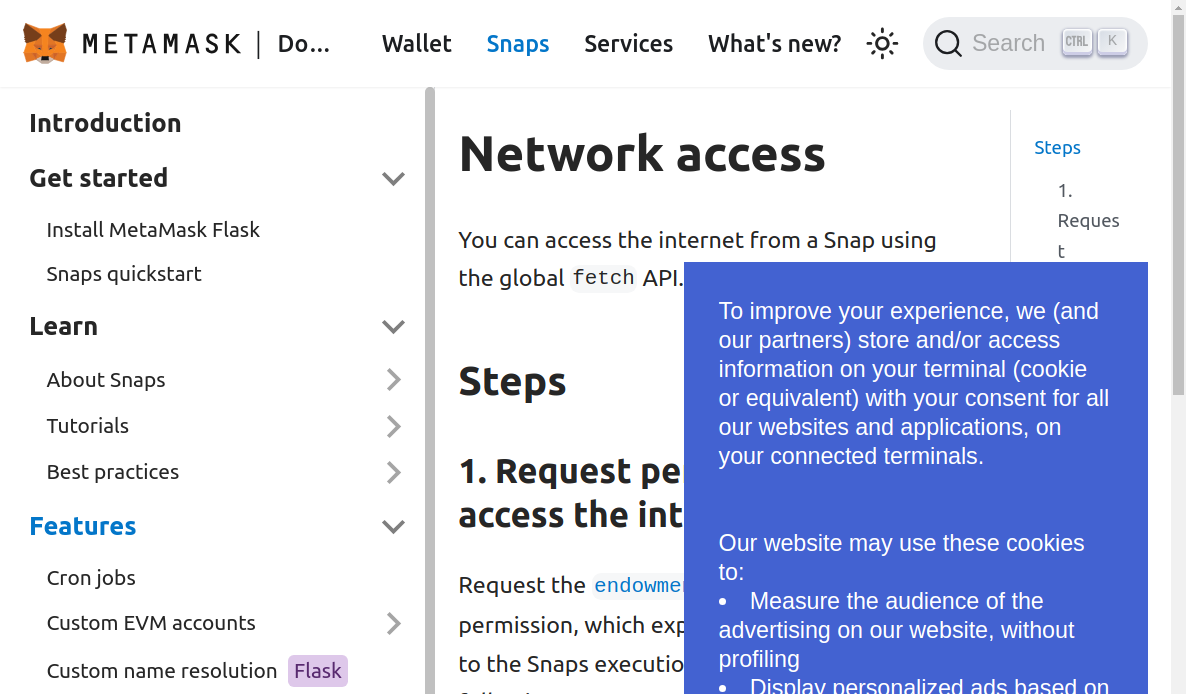 METAMASK | Do...
Wallet
Snaps
Services
What's new?
Search
CTRL
K
Introduction
Get started
Install MetaMask Flask
Snaps quickstart
Learn
About Snaps
Tutorials
Best practices
Features
Cron jobs
Custom EVM accounts
Custom name resolution Flask
Network access
You can access the internet from a Snap using
the global fetch API.
Steps
1. Request pe
access the int
Request the endowme
permission, which exp
to the Snaps executio
Steps
1.
Reques
t
To improve your experience, we (and
our partners) store and/or access
information on your terminal (cookie
or equivalent) with your consent for all
our websites and applications, on
your connected terminals.
Our website may use these cookies
to:
• Measure the audience of the
advertising on our website, without
profiling
• Display personalized ads based on